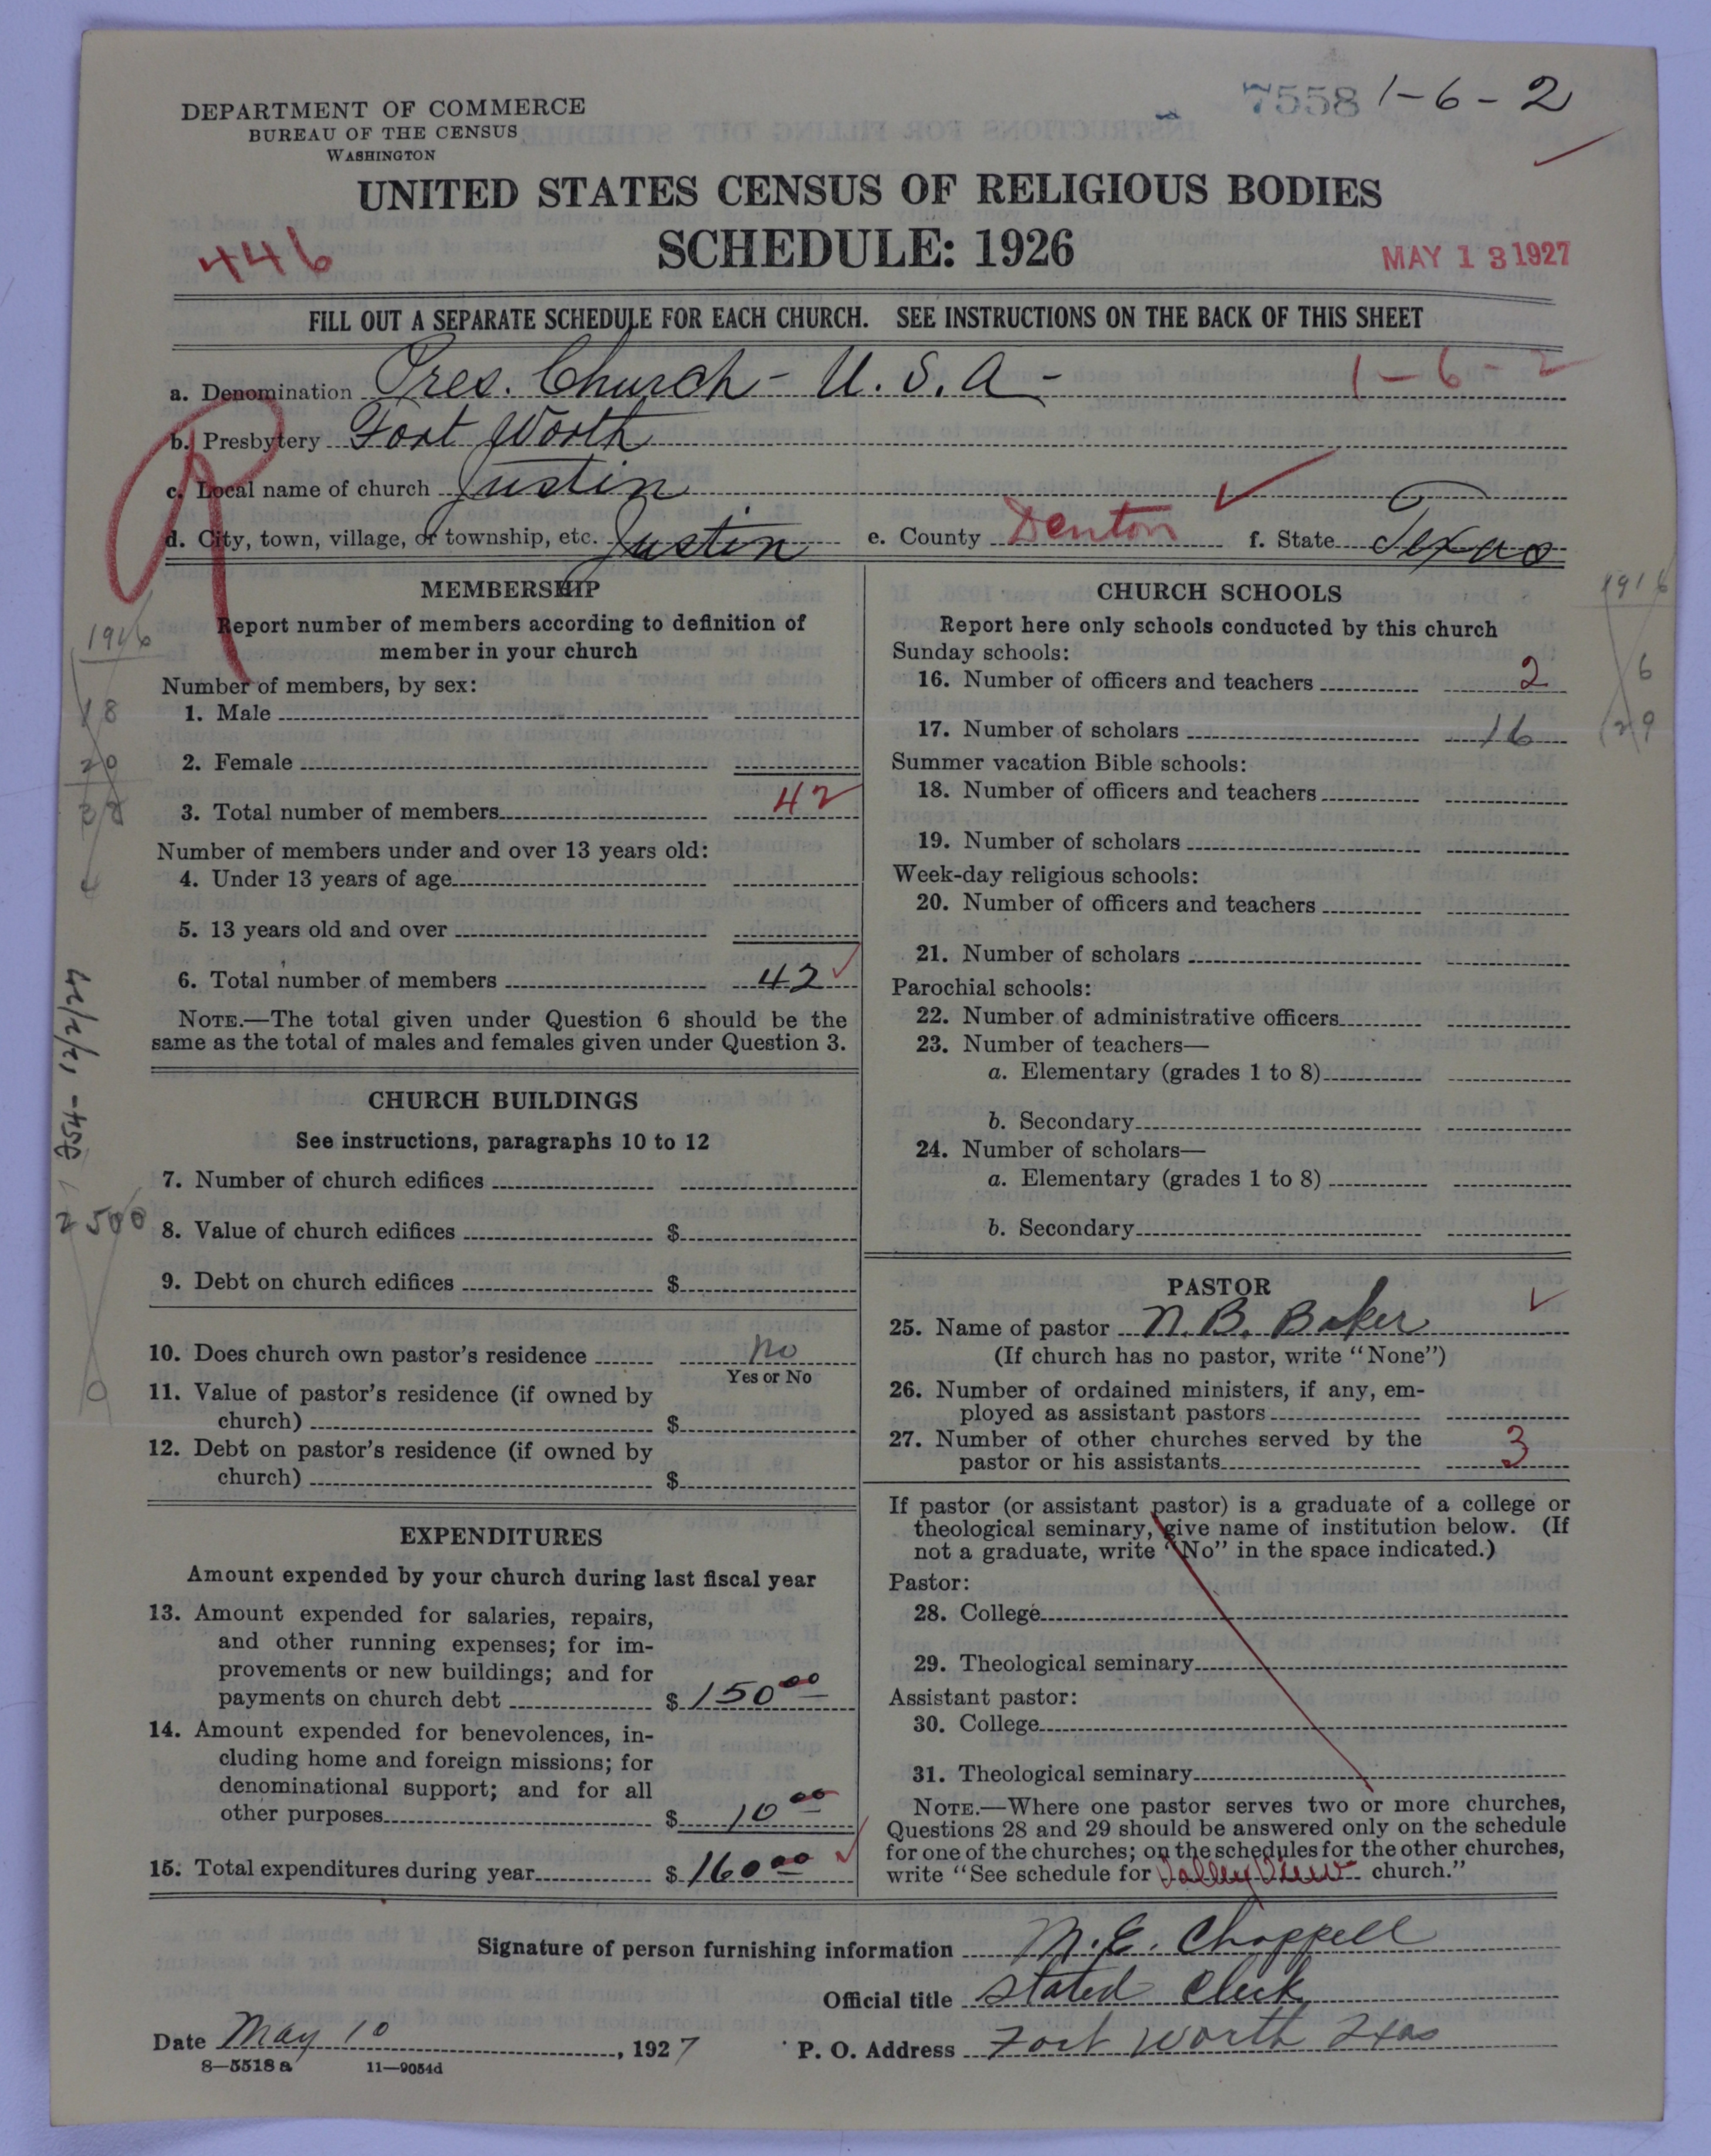 7558 1-6-2
DEPARTMENT OF COMMERCE
BUREAU OF THE CENSUS
WASHINGTON
UNITED STATES CENSUS OF RELIGIOUS BODIES
SCHEDULE: 1926
446
MAY 13 1927
FILL OUT A SEPARATE SCHEDULE FOR EACH CHURCH. SEE INSTRUCTIONS ON THE BACK OF THIS SHEET
a. Denomination Pres. Church - U.S.A - 1-6-2
b. Presbytery Fort Worth
c. Local name of church Justin
d. City, town, village, or township, etc. Justin e. County Denton f. State Texas
MEMBERSHIP
Report number of members according to definition of
member in your church
1916
Number of members, by sex:
1. Male
18
2. Female
20
3. Total number of members 42
38
Number of members under and over 13 years old:
4. Under 13 years of age
4
5. 13 years old and over
6. Total number of members 42
NOTE.—The total given under Question 6 should be the
same as the total of males and females given under Question 3.
CHURCH BUILDINGS
See instructions, paragraphs 10 to 12
7. Number of church edifices
8. Value of church edifices $
2500
9. Debt on church edifices $
10. Does church own pastor's residence no
Yes or No
11. Value of pastor's residence (if owned by
church) $
0
12. Debt on pastor's residence (if owned by
church) $
EXPENDITURES
Amount expended by your church during last fiscal year
13. Amount expended for salaries, repairs,
and other running expenses; for im-
provements or new buildings; and for
payments on church debt $ 150 00
14. Amount expended for benevolences, in-
cluding home and foreign missions; for
denominational support; and for all
other purposes $ 10 00
15. Total expenditures during year $ 160 00
CHURCH SCHOOLS
Report here only schools conducted by this church
1916
Sunday schools:
16. Number of officers and teachers 2
6
17. Number of scholars 16
29
Summer vacation Bible schools:
18. Number of officers and teachers
19. Number of scholars
Week-day religious schools:
20. Number of officers and teachers
21. Number of scholars
Parochial schools:
22. Number of administrative officers
23. Number of teachers—
a. Elementary (grades 1 to 8)
b. Secondary
24. Number of scholars—
a. Elementary (grades 1 to 8)
b. Secondary
PASTOR
25. Name of pastor N. B. Baker
(If church has no pastor, write "None")
26. Number of ordained ministers, if any, em-
ployed as assistant pastors
27. Number of other churches served by the
pastor or his assistants 3
If pastor (or assistant pastor) is a graduate of a college or
theological seminary, give name of institution below. (If
not a graduate, write "No" in the space indicated.)
Pastor:
28. College
29. Theological seminary
Assistant pastor:
30. College
31. Theological seminary
NOTE.—Where one pastor serves two or more churches,
Questions 28 and 29 should be answered only on the schedule
for one of the churches; on the schedules for the other churches,
write "See schedule for Valley View church."
Signature of person furnishing information M. E. Chappell
Official title Stated Clerk
Date May 10, 1927 P. O. Address Fort Worth Texas
8—5518 a 11—9054d